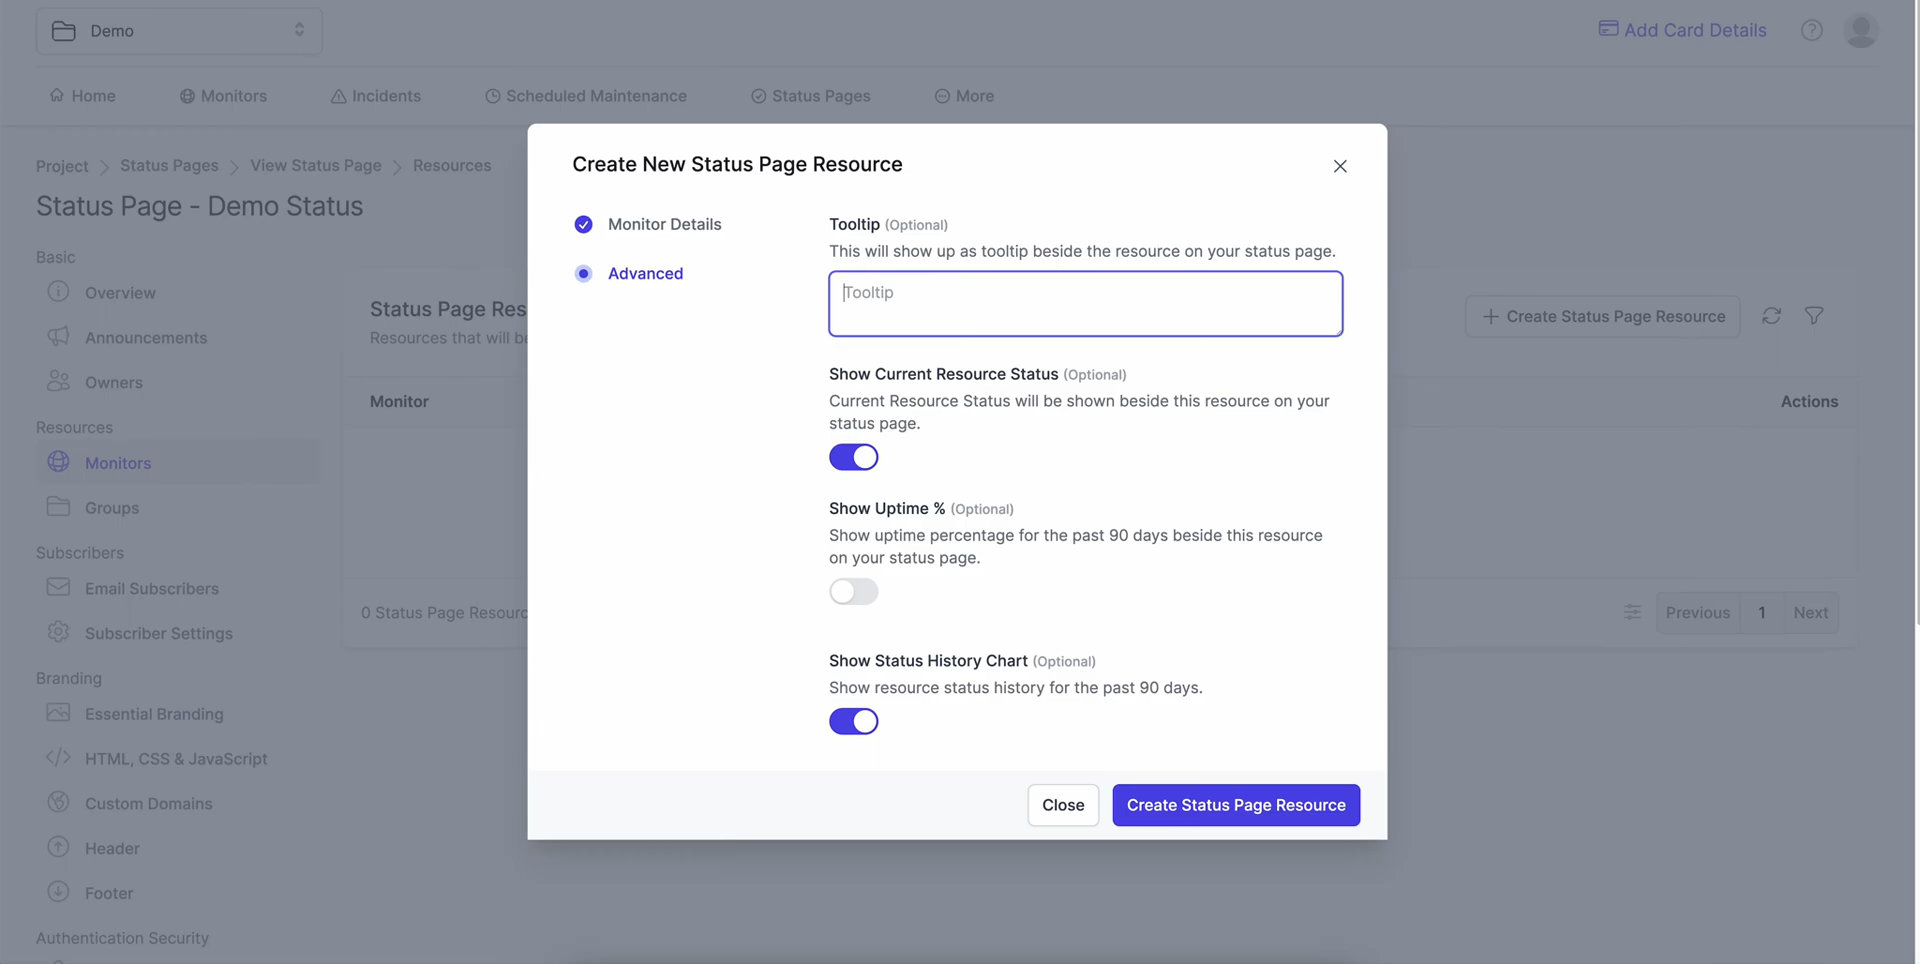 Demo
Add Card Details
Home
Monitors
Incidents
Scheduled Maintenance
Status Pages
More
Project
Status Pages
View Status Page
Resources
Status Page - Demo Status
Basic
Overview
Announcements
Owners
Resources
Monitors
Groups
Subscribers
Email Subscribers
Subscriber Settings
Branding
Essential Branding
HTML, CSS & JavaScript
Custom Domains
Header
Footer
Authentication Security
Status Page Res
Resources that will be
Create Status Page Resource
Monitor
Actions
0 Status Page Resourc
Previous
1
Next
Create New Status Page Resource
Monitor Details
Advanced
Tooltip (Optional)
This will show up as tooltip beside the resource on your status page.
Tooltip
Show Current Resource Status (Optional)
Current Resource Status will be shown beside this resource on your
status page.
Show Uptime % (Optional)
Show uptime percentage for the past 90 days beside this resource
on your status page.
Show Status History Chart (Optional)
Show resource status history for the past 90 days.
Close
Create Status Page Resource